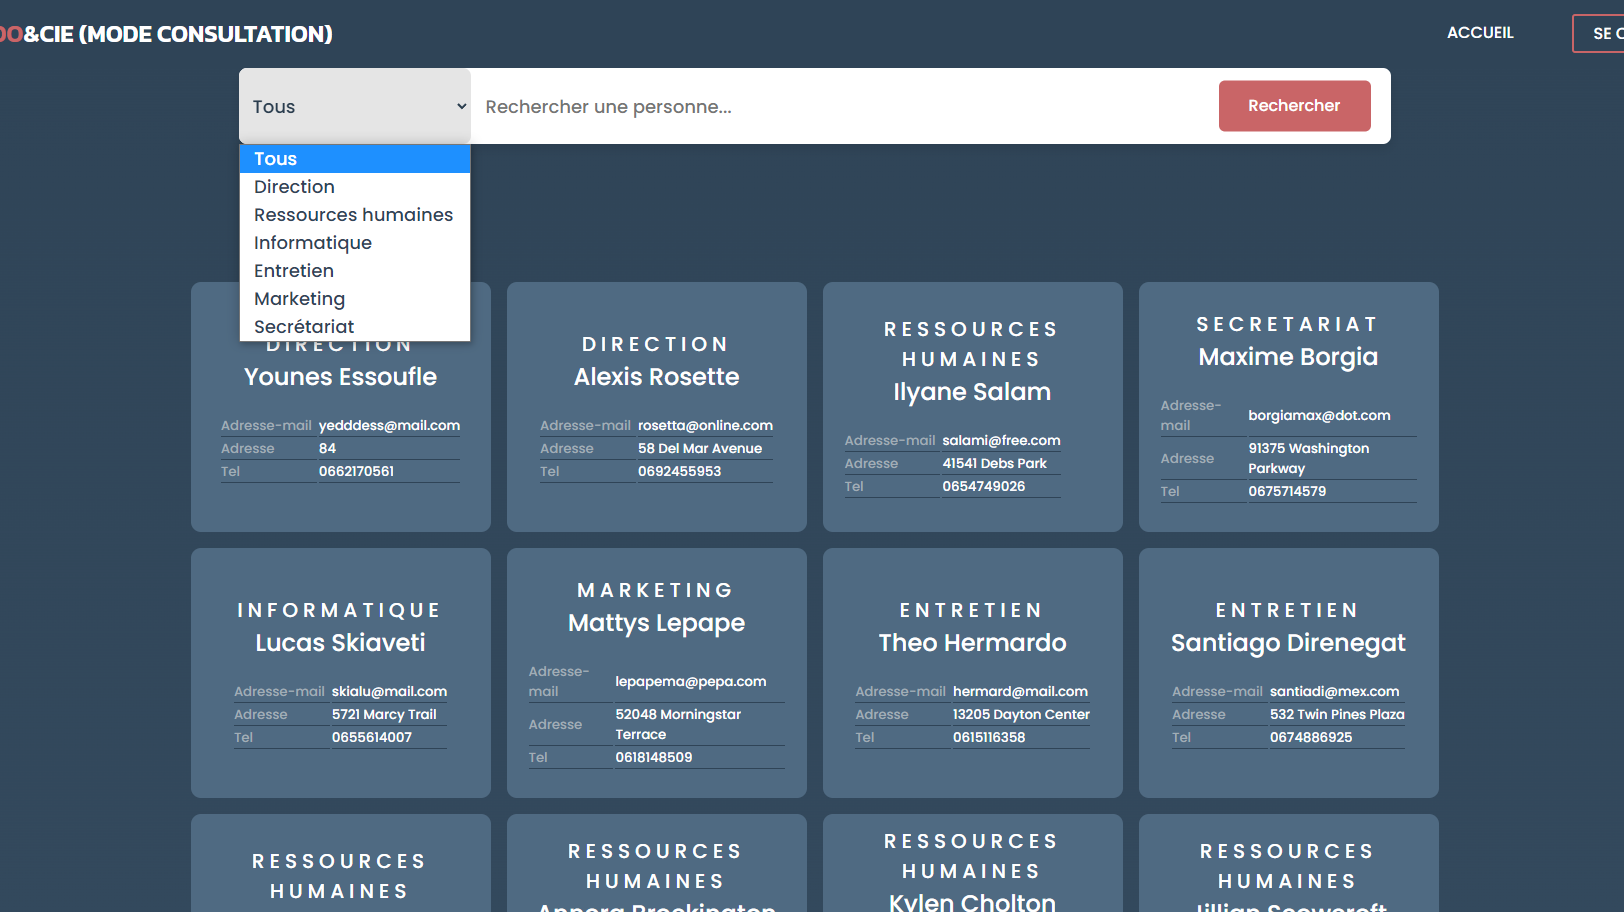 DO&CIE (MODE CONSULTATION)
ACCUEIL
SE C
Tous
Rechercher une personne...
Rechercher
Tous
Direction
Ressources humaines
Informatique
Entretien
Marketing
Secrétariat
DIRECTION
Younes Essoufle
Adresse-mail yedddess@mail.com
Adresse 84
Tel 0662170561
DIRECTION
Alexis Rosette
Adresse-mail rosetta@online.com
Adresse 58 Del Mar Avenue
Tel 0692455953
RESSOURCES
HUMAINES
Ilyane Salam
Adresse-mail salami@free.com
Adresse 41541 Debs Park
Tel 0654749026
SECRETARIAT
Maxime Borgia
Adresse-
mail
borgiamax@dot.com
Adresse
91375 Washington
Parkway
Tel 0675714579
INFORMATIQUE
Lucas Skiaveti
Adresse-mail skialu@mail.com
Adresse 5721 Marcy Trail
Tel 0655614007
MARKETING
Mattys Lepape
Adresse-
mail
lepapema@pepa.com
Adresse
52048 Morningstar
Terrace
Tel 0618148509
ENTRETIEN
Theo Hermardo
Adresse-mail hermard@mail.com
Adresse 13205 Dayton Center
Tel 0615116358
ENTRETIEN
Santiago Direnegat
Adresse-mail santiadi@mex.com
Adresse 532 Twin Pines Plaza
Tel 0674886925
RESSOURCES
HUMAINES
RESSOURCES
HUMAINES
Brockington
RESSOURCES
HUMAINES
Kylen Cholton
RESSOURCES
HUMAINES
Jillian